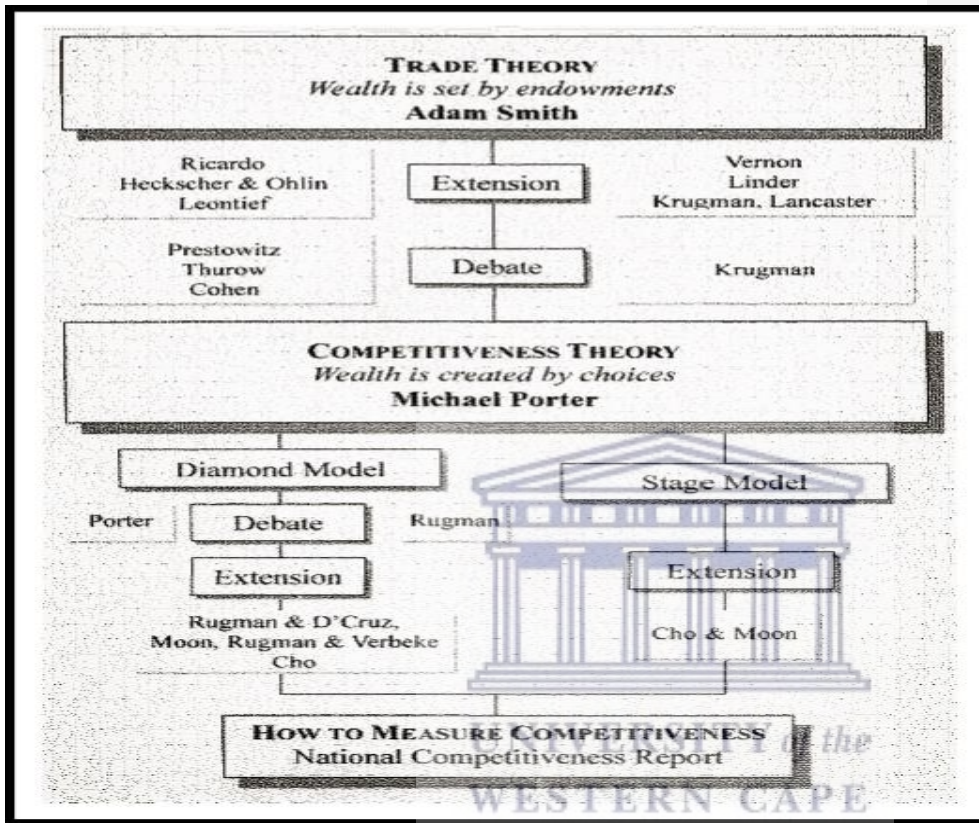 TRADE THEORY
Wealth is set by endowments
Adam Smith
Ricardo
Heckscher & Ohlin
Leontief
Extension
Vernon
Linder
Krugman, Lancaster
Prestowitz
Thurow
Cohen
Debate
Krugman
COMPETITIVENESS THEORY
Wealth is created by choices
Michael Porter
Diamond Model
Stage Model
Porter
Debate
Rugman
Extension
Extension
Rugman & D'Cruz,
Moon, Rugman & Verbeke
Cho
Cho & Moon
HOW TO MEASURE COMPETITIVENESS
National Competitiveness Report
UNIVERSITY of the
WESTERN CAPE